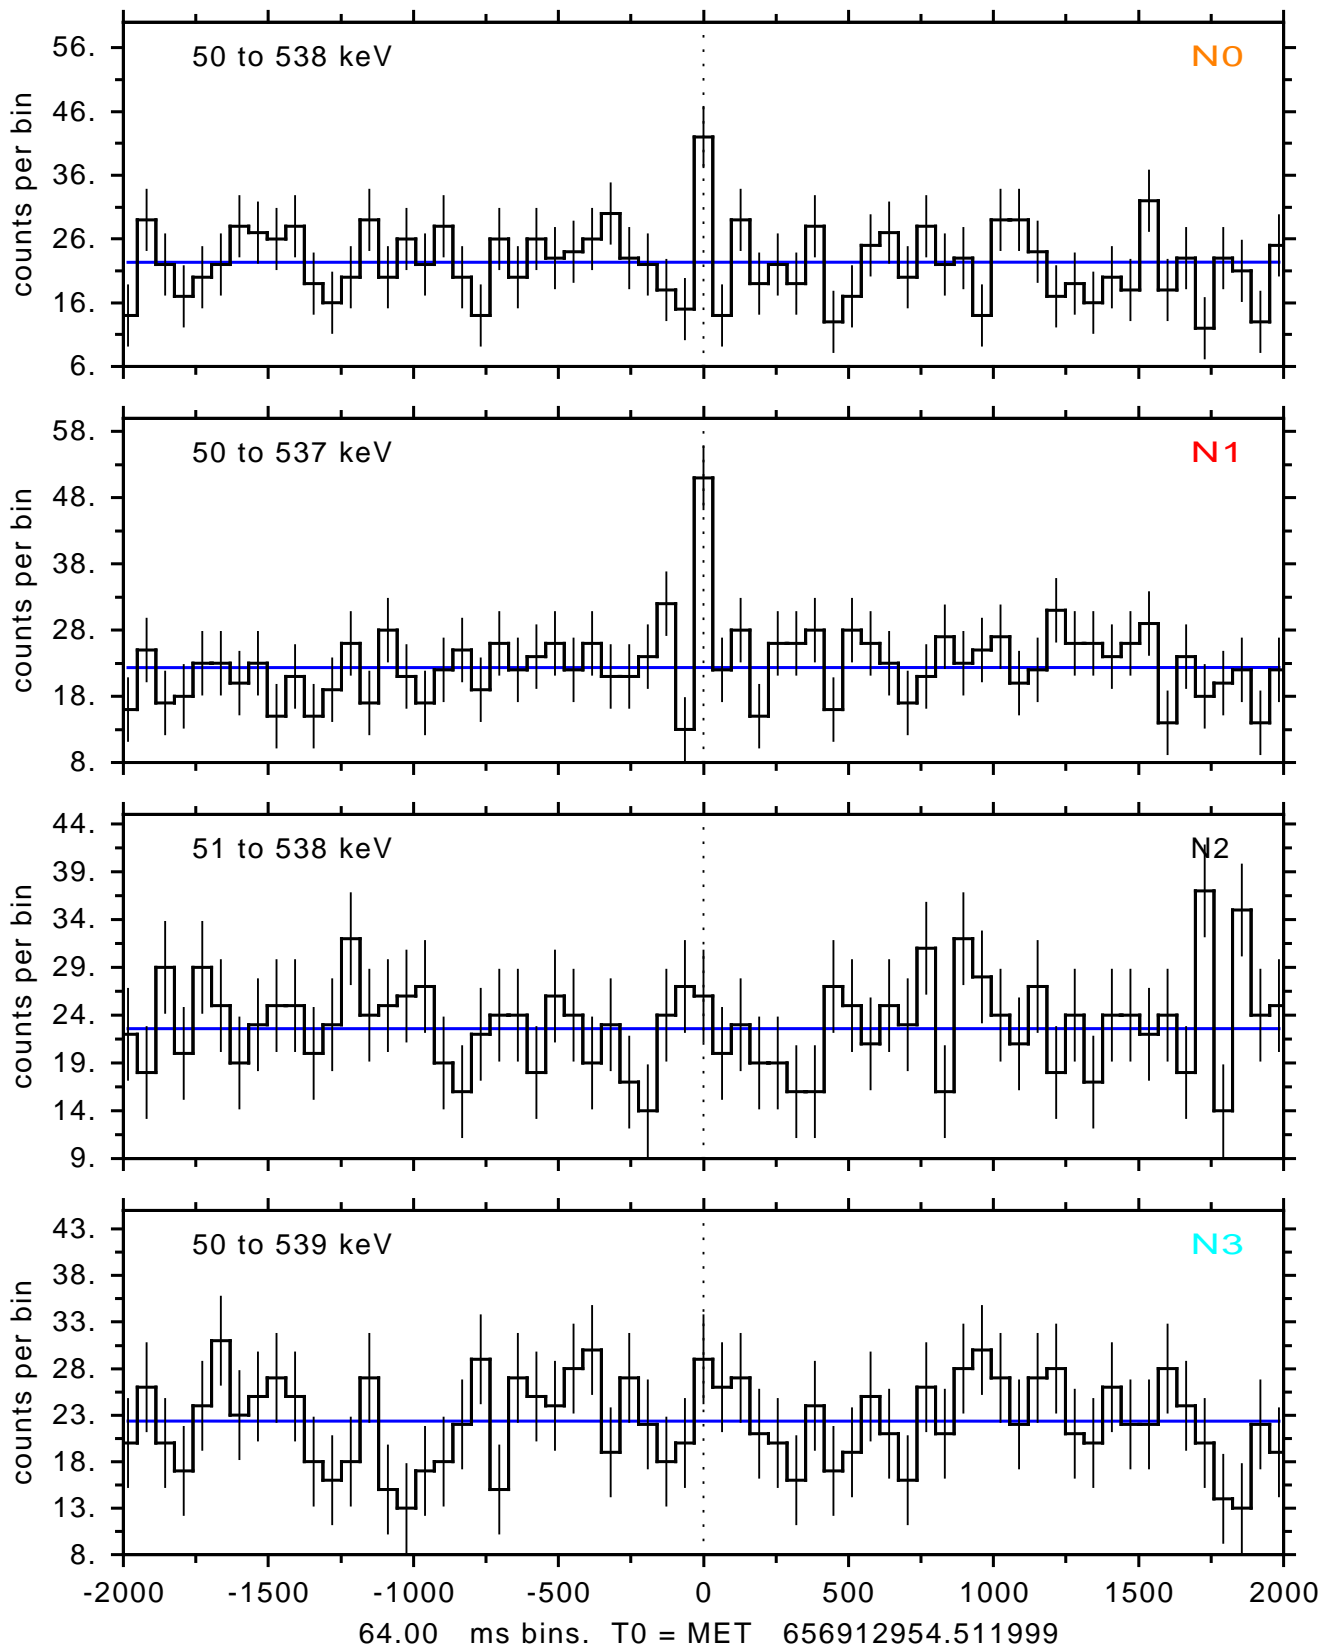 50 to 538 keV N0
56.
46.
36.
26.
16.
6.
counts per bin
50 to 537 keV N1
58.
48.
38.
28.
18.
8.
counts per bin
51 to 538 keV N2
44.
39.
34.
29.
24.
19.
14.
9.
counts per bin
50 to 539 keV N3
43.
38.
33.
28.
23.
18.
13.
8.
counts per bin
-2000 -1500 -1000 -500 0 500 1000 1500 2000
64.00 ms bins. T0 = MET 656912954.511999